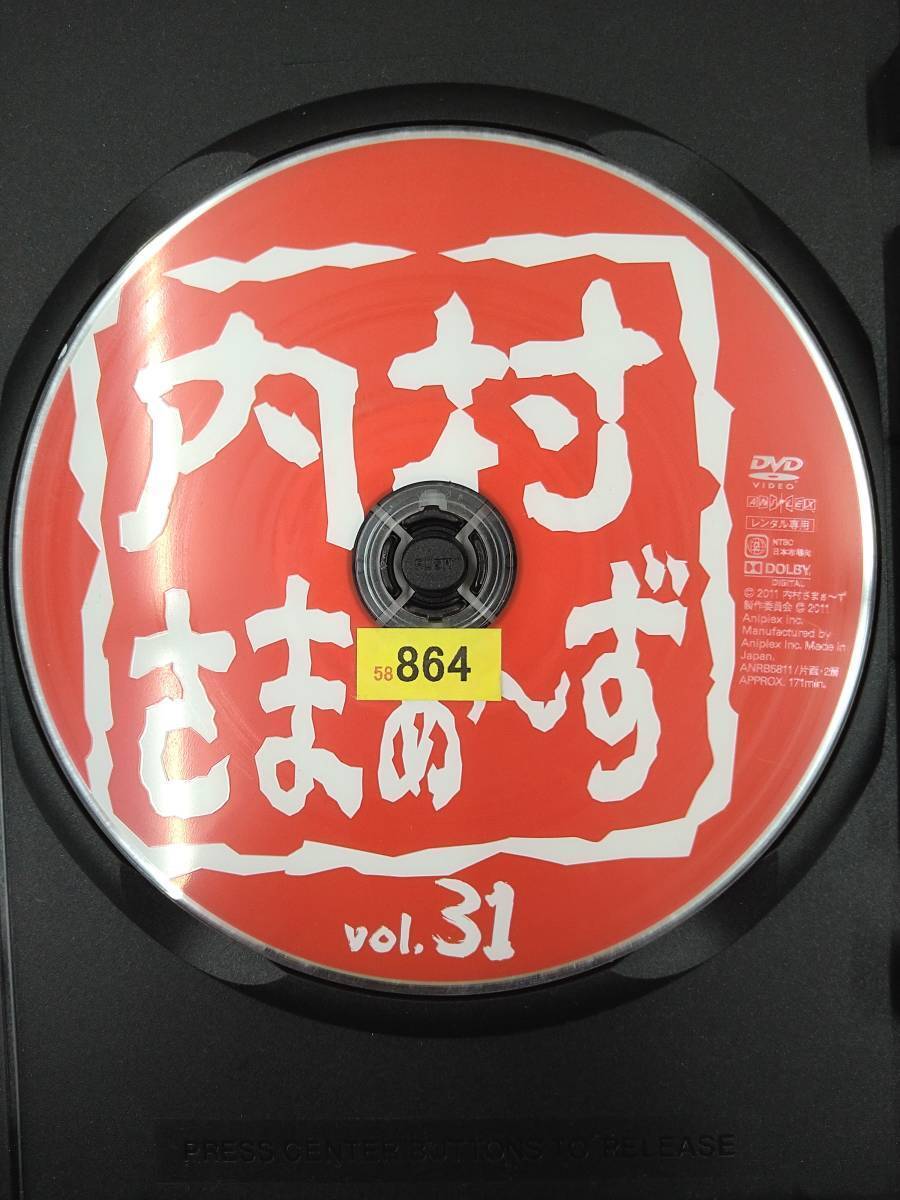 内村
さまぁ〜ず
vol.31
58 864
DVD
VIDEO
ANIPLEX
レンタル専用
2
NTSC
日本市場向
DOLBY
DIGITAL
© 2011 内村さまぁ〜ず
製作委員会 ℗ 2011
Aniplex Inc.
Manufactured by
Aniplex Inc. Made in
Japan.
ANRB5811/片面・2層
APPROX. 171min.
PUSH
PRESS CENTER BUTTONS TO RELEASE